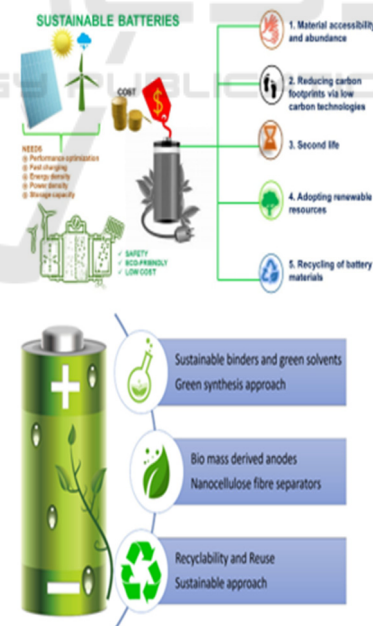 SUSTAINABLE BATTERIES
COST
$
NEEDS
Performance optimization
Fast charging
Energy density
Power density
Storage capacity
✓ SAFETY
✓ ECO-FRIENDLY
✓ LOW COST
1. Material accessibility
and abundance
2. Reducing carbon
footprints via low
carbon technologies
3. Second life
4. Adopting renewable
resources
5. Recycling of battery
materials
+
Sustainable binders and green solvents
Green synthesis approach
Bio mass derived anodes
Nanocellulose fibre separators
Recyclability and Reuse
Sustainable approach
−